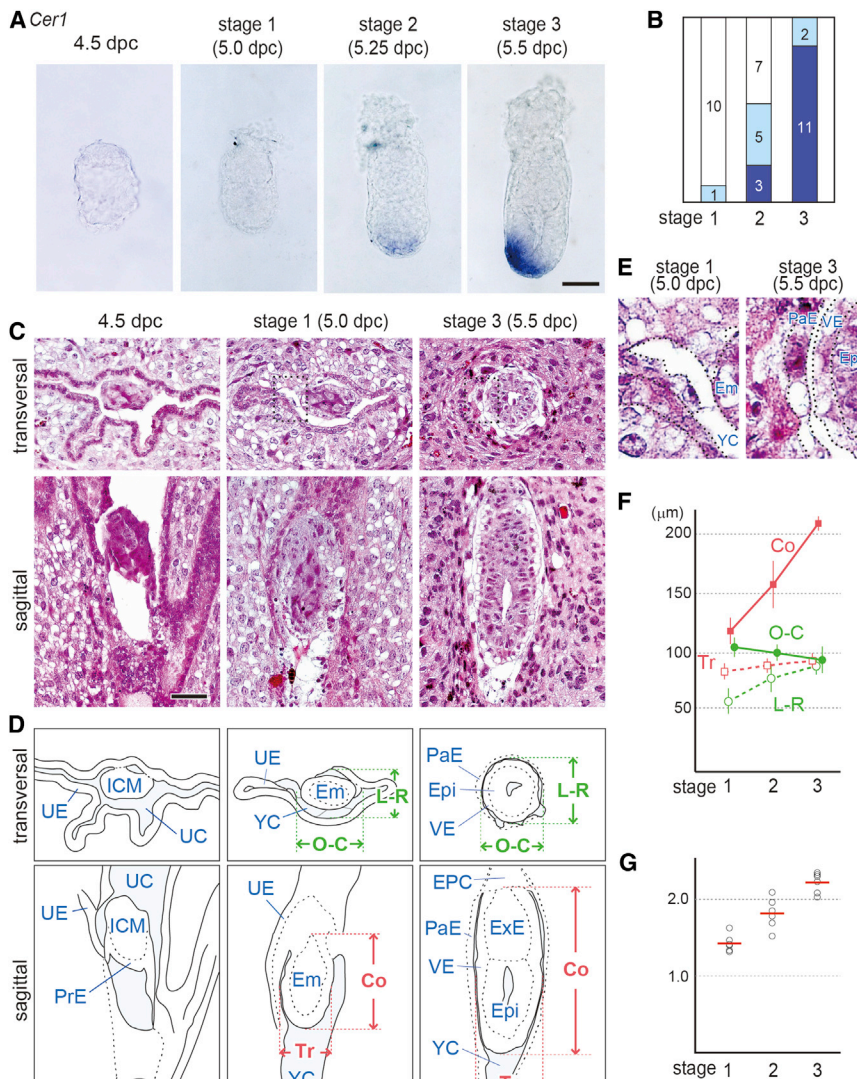 A Cer1
4.5 dpc
stage 1
(5.0 dpc)
stage 2
(5.25 dpc)
stage 3
(5.5 dpc)
B
10
1
7
5
3
2
11
stage 1 2 3
C
4.5 dpc
stage 1 (5.0 dpc)
stage 3 (5.5 dpc)
transversal
sagittal
E
stage 1
(5.0 dpc)
stage 3
(5.5 dpc)
Em
YC
PaE
VE
Ep
F
(μm)
200
150
100
50
Co
O-C
Tr
L-R
stage 1 2 3
D
transversal
ICM
UE
UC
UE
Em
YC
L-R
O-C
PaE
Epi
VE
L-R
O-C
sagittal
UC
UE
ICM
PrE
UE
Em
Co
Tr
YC
EPC
PaE
ExE
VE
Co
Epi
YC
G
2.0
1.0
stage 1 2 3